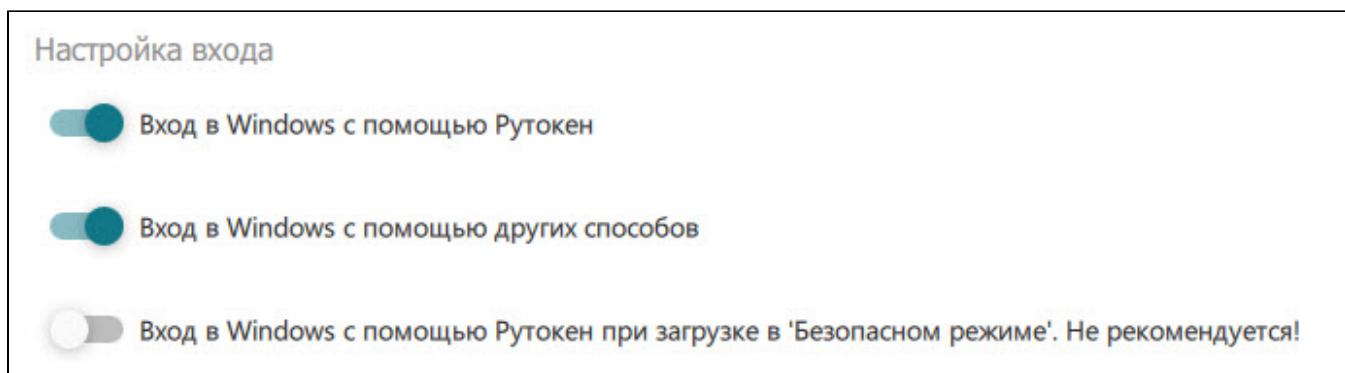 Настройка входа
Вход в Windows с помощью Рутокен
Вход в Windows с помощью других способов
Вход в Windows с помощью Рутокен при загрузке в 'Безопасном режиме'. Не рекомендуется!